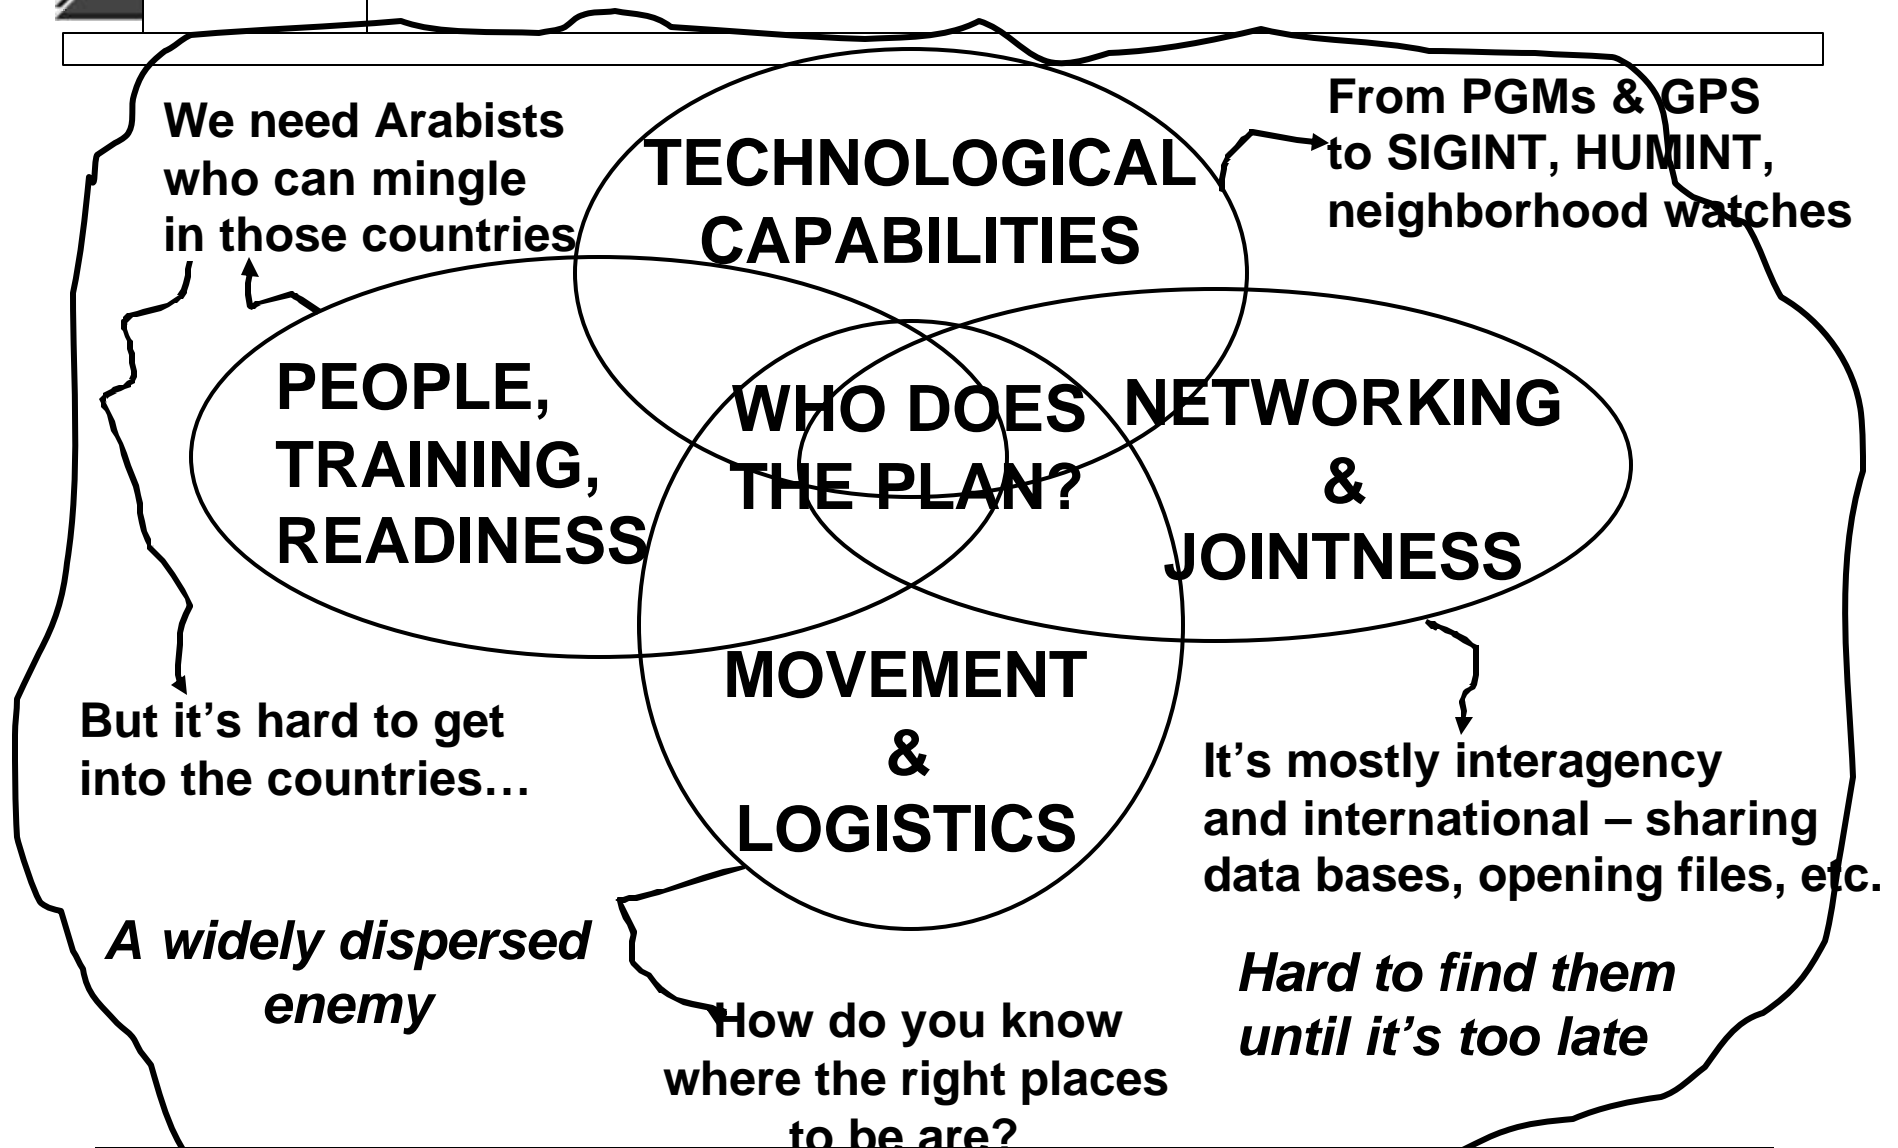 We need Arabists
who can mingle
in those countries
From PGMs & GPS
to SIGINT, HUMINT,
neighborhood watches
TECHNOLOGICAL
CAPABILITIES
PEOPLE,
TRAINING,
READINESS
WHO DOES
THE PLAN?
NETWORKING
&
JOINTNESS
MOVEMENT
&
LOGISTICS
But it’s hard to get
into the countries…
It’s mostly interagency
and international – sharing
data bases, opening files, etc.
A widely dispersed
enemy
Hard to find them
until it’s too late
How do you know
where the right places
to be are?